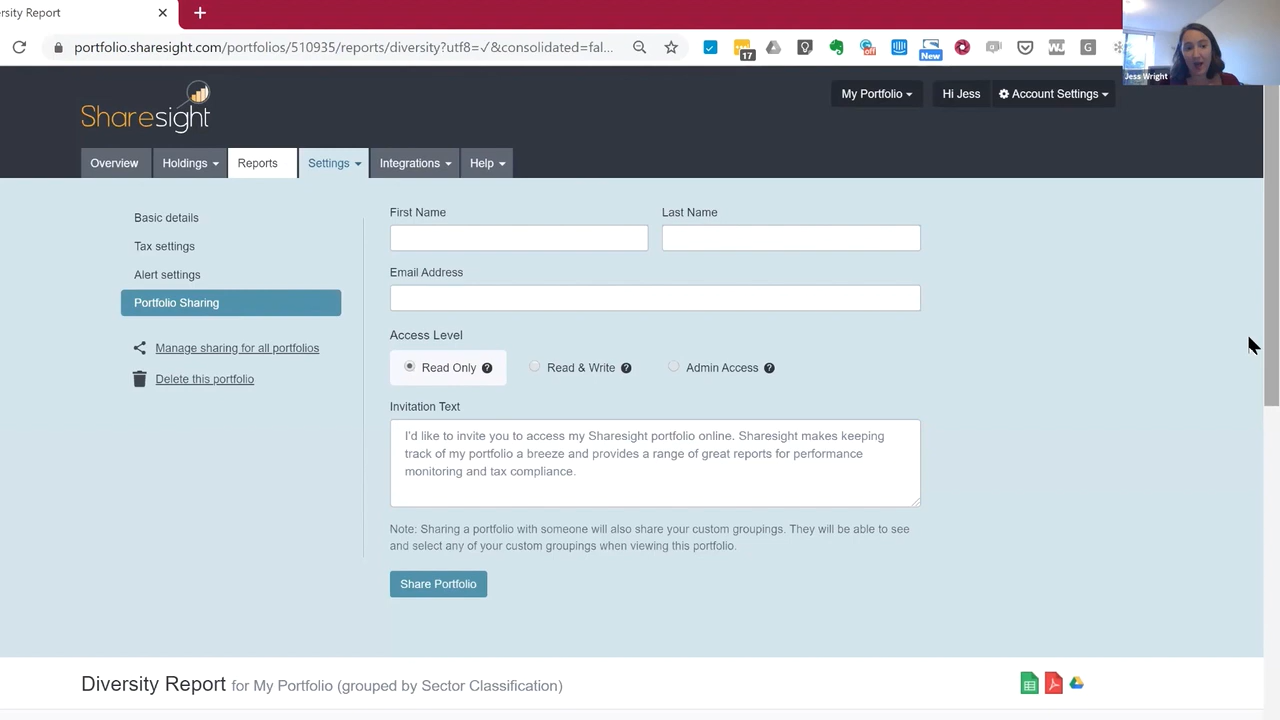 rsity Report
portfolio.sharesight.com/portfolios/510935/reports/diversity?utf8=✓&consolidated=fal...
17
off
New
WJ
G
Jess Wright
Sharesight
My Portfolio
Hi Jess
Account Settings
Overview
Holdings
Reports
Settings
Integrations
Help
Basic details
Tax settings
Alert settings
Portfolio Sharing
Manage sharing for all portfolios
Delete this portfolio
First Name
Last Name
Email Address
Access Level
Read Only ?
Read & Write ?
Admin Access ?
Invitation Text
I'd like to invite you to access my Sharesight portfolio online. Sharesight makes keeping
track of my portfolio a breeze and provides a range of great reports for performance
monitoring and tax compliance.
Note: Sharing a portfolio with someone will also share your custom groupings. They will be able to see
and select any of your custom groupings when viewing this portfolio.
Share Portfolio
Diversity Report for My Portfolio (grouped by Sector Classification)